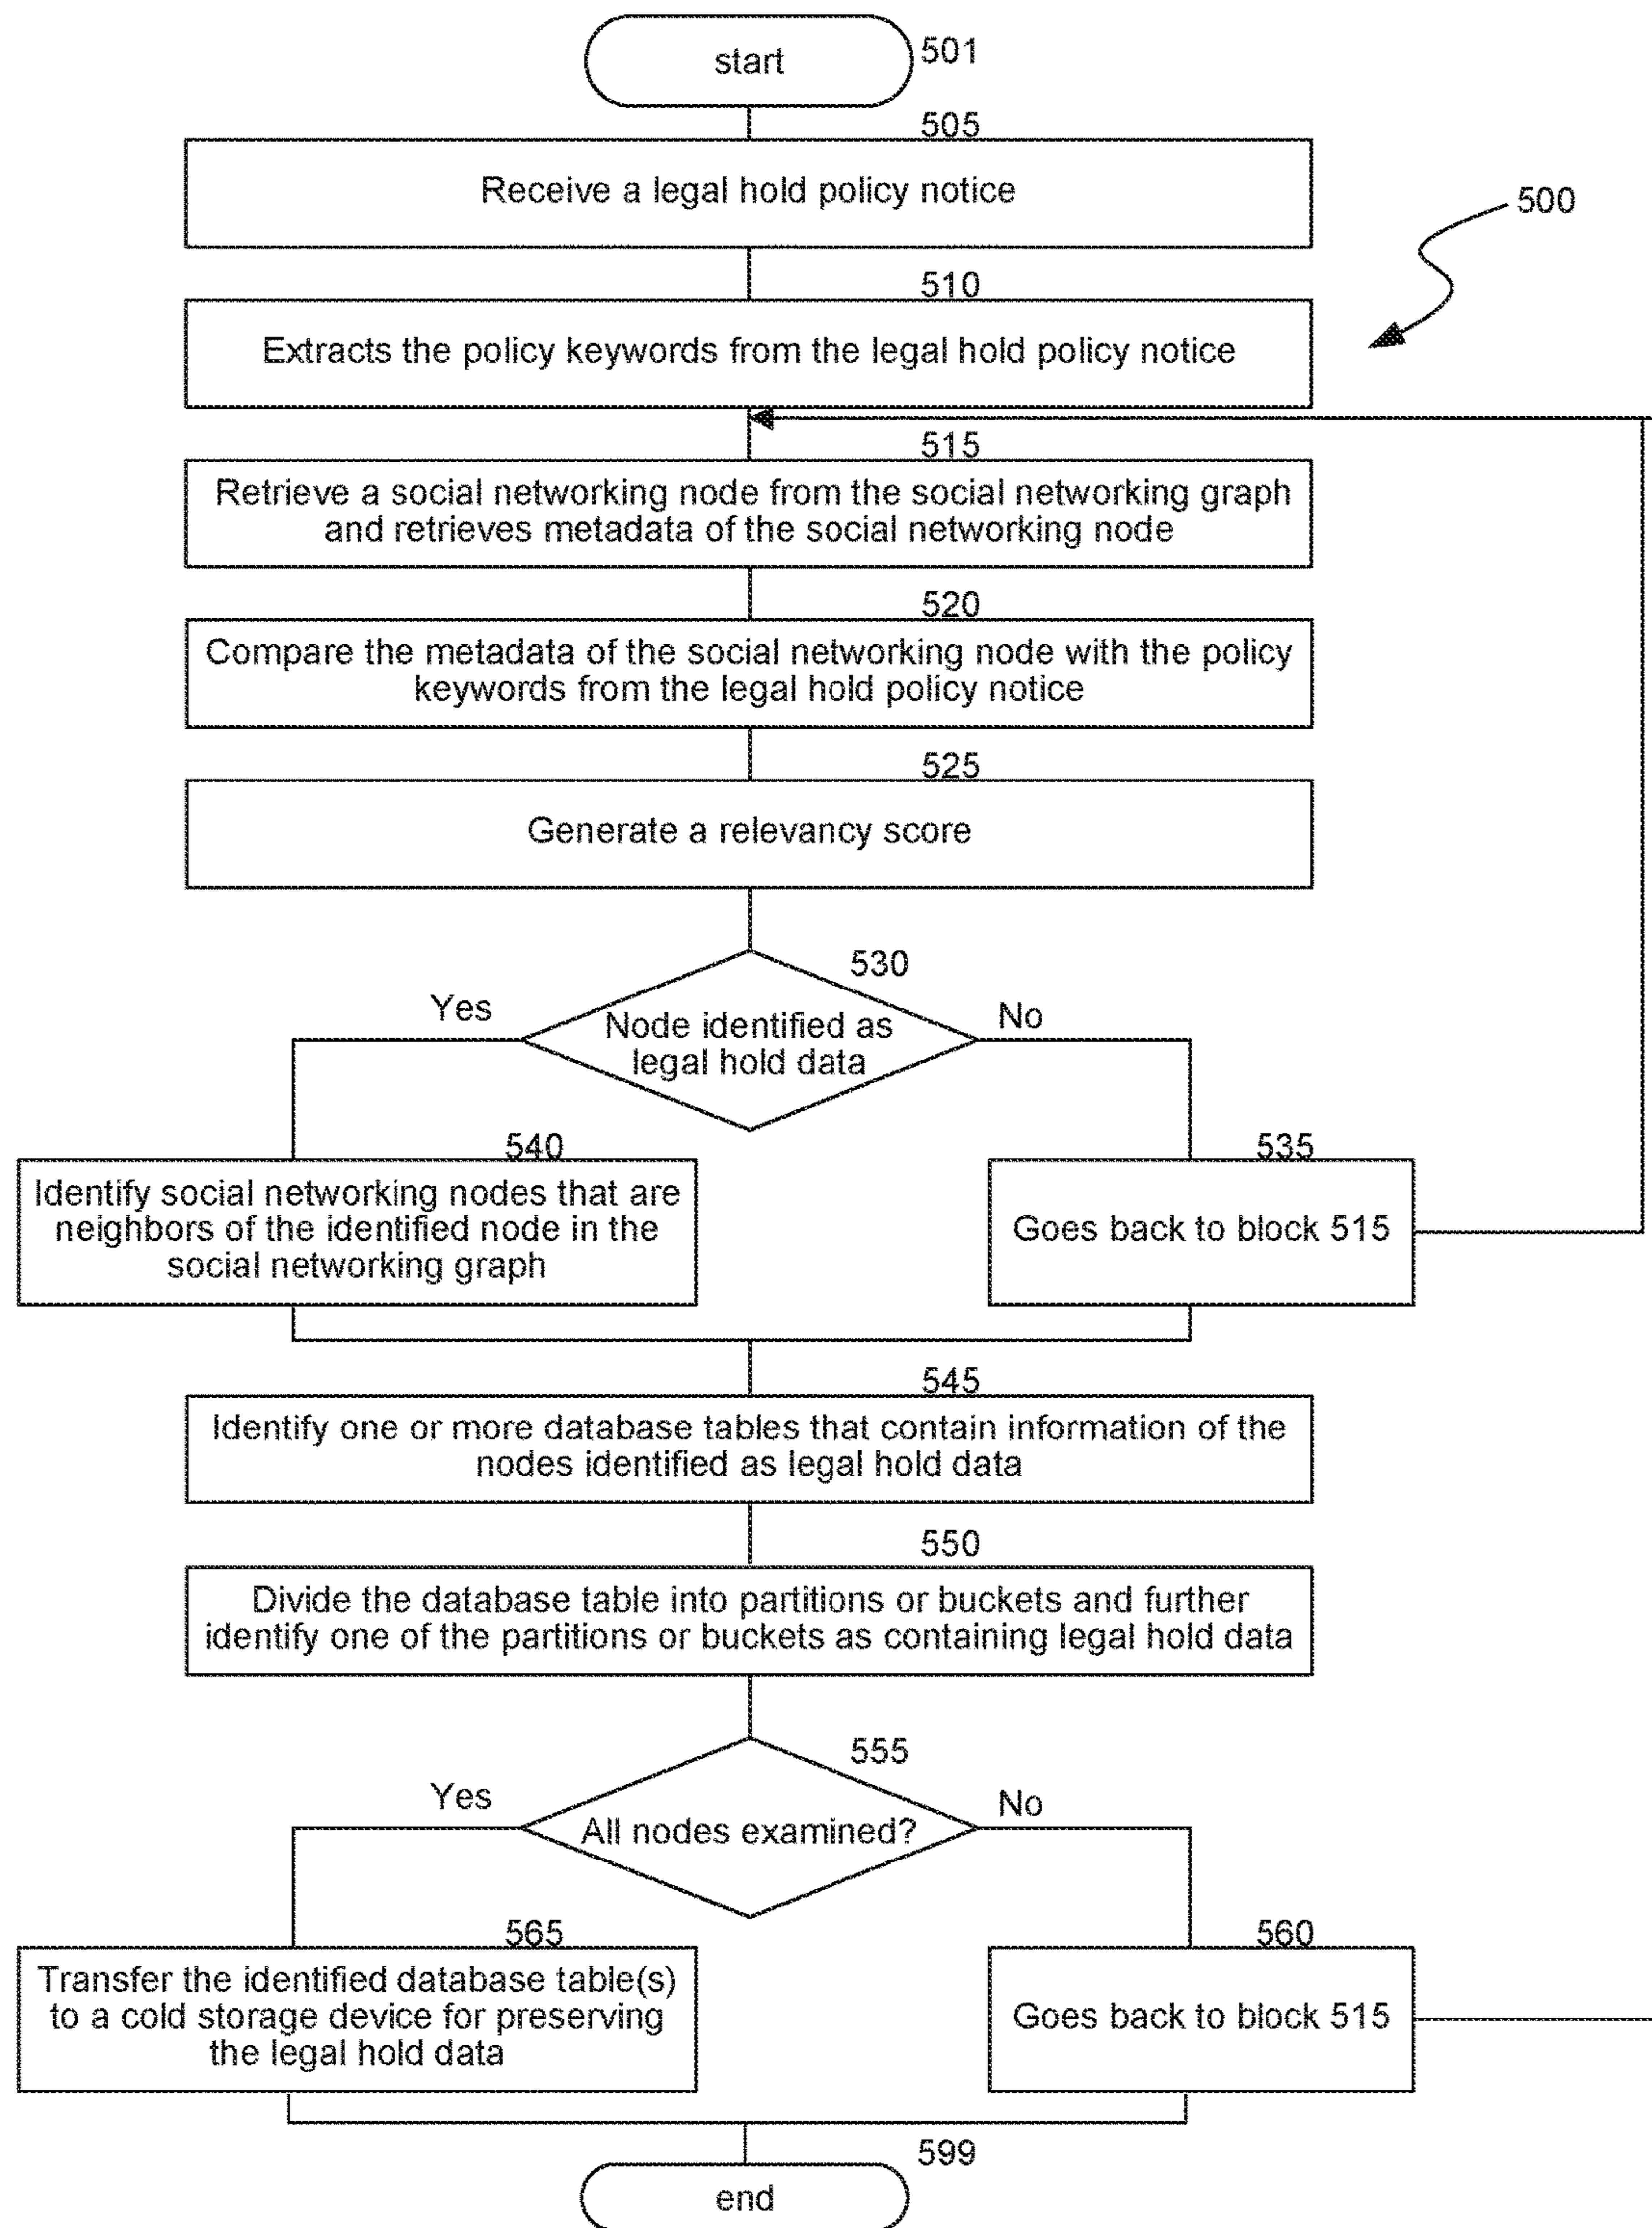 start
501
505
Receive a legal hold policy notice
500
510
Extracts the policy keywords from the legal hold policy notice
515
Retrieve a social networking node from the social networking graph
and retrieves metadata of the social networking node
520
Compare the metadata of the social networking node with the policy
keywords from the legal hold policy notice
525
Generate a relevancy score
530
Yes
No
Node identified as
legal hold data
540
Identify social networking nodes that are
neighbors of the identified node in the
social networking graph
535
Goes back to block 515
545
Identify one or more database tables that contain information of the
nodes identified as legal hold data
550
Divide the database table into partitions or buckets and further
identify one of the partitions or buckets as containing legal hold data
555
Yes
No
All nodes examined?
565
Transfer the identified database table(s)
to a cold storage device for preserving
the legal hold data
560
Goes back to block 515
599
end